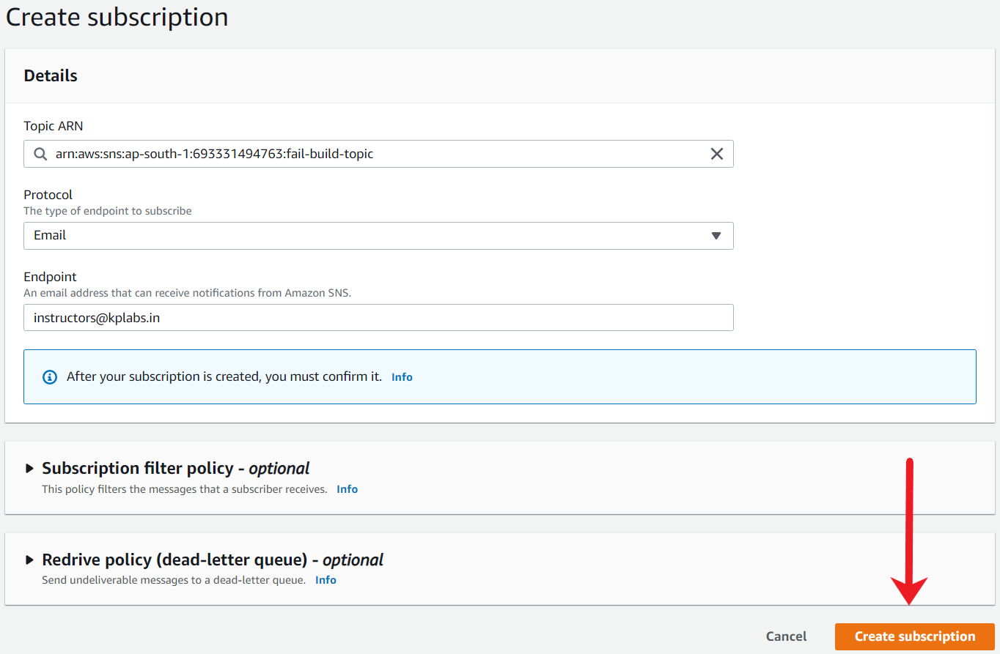 Create subscription
Details
Topic ARN
arn:aws:sns:ap-south-1:693331494763:fail-build-topic
Protocol
The type of endpoint to subscribe
Email
Endpoint
An email address that can receive notifications from Amazon SNS.
instructors@kplabs.in
After your subscription is created, you must confirm it. Info
Subscription filter policy - optional
This policy filters the messages that a subscriber receives. Info
Redrive policy (dead-letter queue) - optional
Send undeliverable messages to a dead-letter queue. Info
Cancel Create subscription